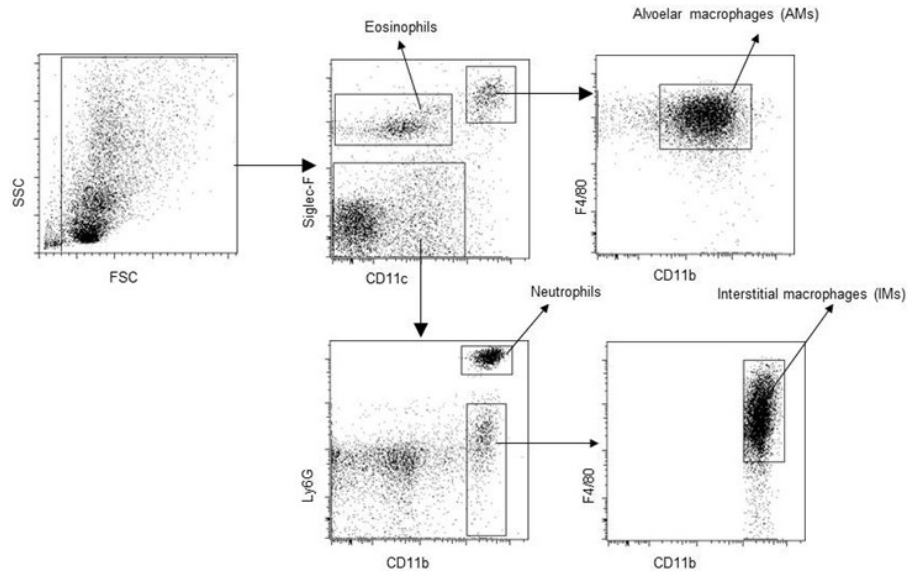 Alvoelar macrophages (AMs)
Eosinophils
SSC
FSC
Siglec-F
CD11c
F4/80
CD11b
Neutrophils
Interstitial macrophages (IMs)
Ly6G
CD11b
F4/80
CD11b